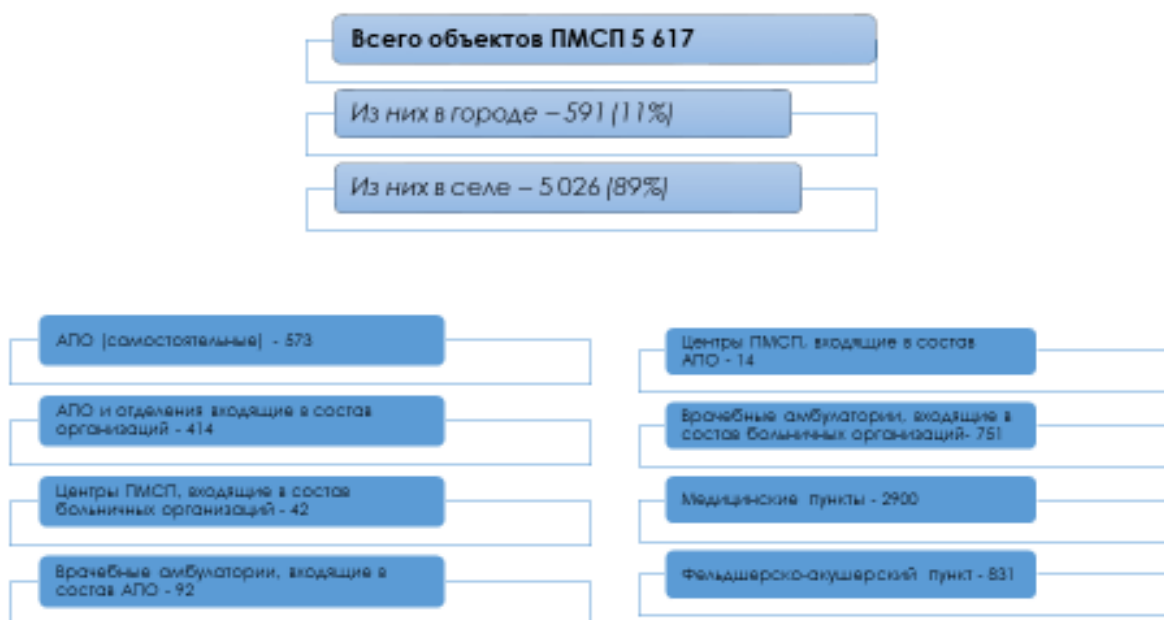 Всего объектов ПМСП 5 617
Из них в городе – 591 (11%)
Из них в селе – 5 026 (89%)
АПО (самостоятельные) - 573
АПО и отделения входящие в состав
организаций - 414
Центры ПМСП, входящие в состав
больничных организаций - 42
Врачебные амбулатории, входящие в
состав АПО - 92
Центры ПМСП, входящие в состав
АПО - 14
Врачебные амбулатории, входящие в
состав больничных организаций- 751
Медицинские пункты - 2900
Фельдшерско-акушерский пункт - 831